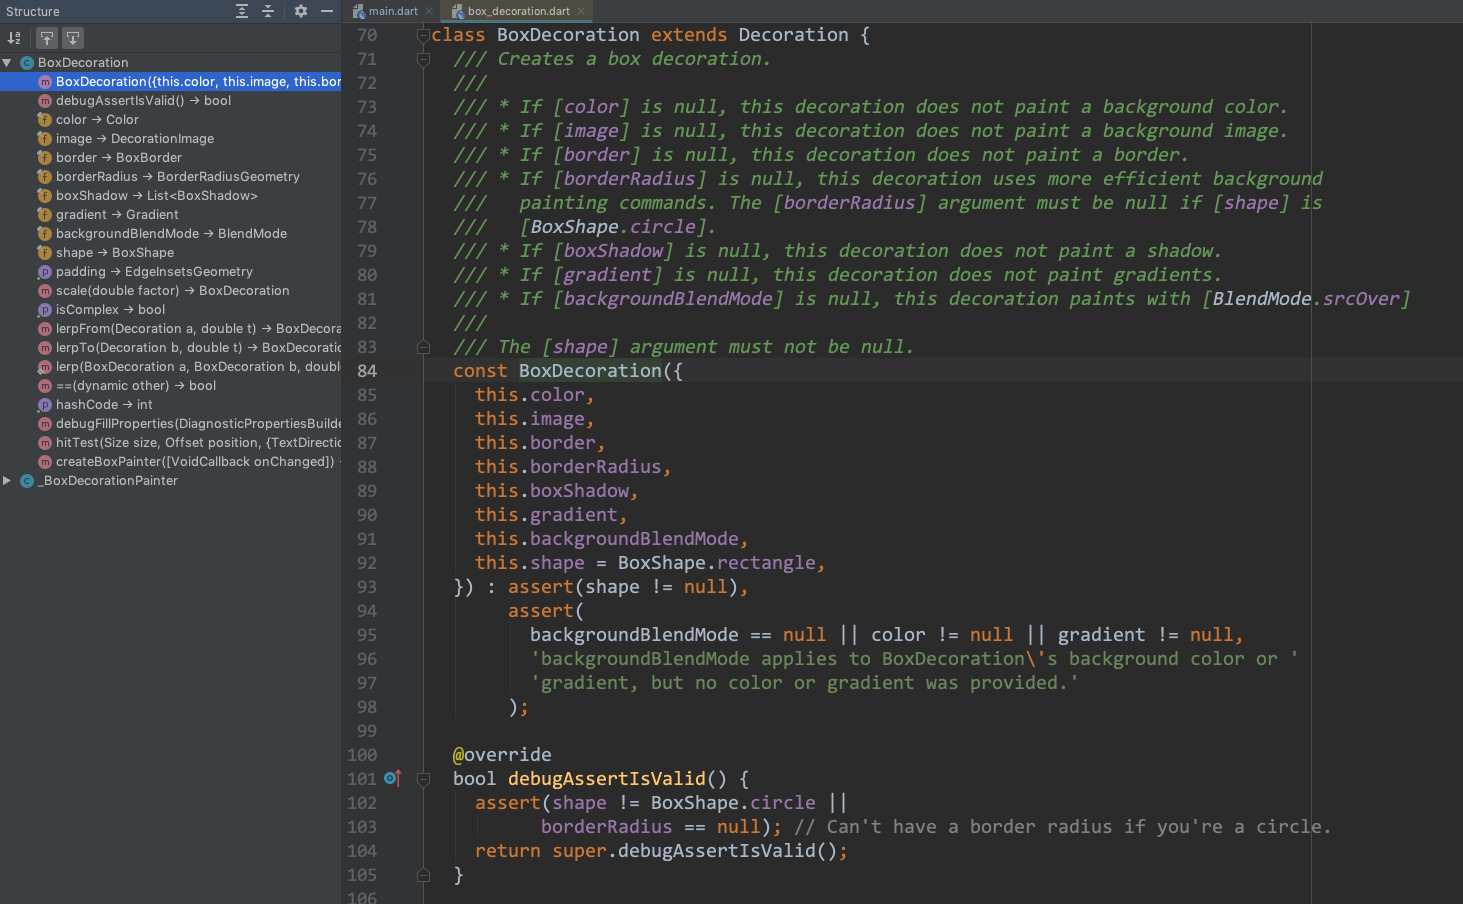 Structure
main.dart
box_decoration.dart
BoxDecoration
BoxDecoration({this.color, this.image, this.bor
debugAssertIsValid() → bool
color → Color
image → DecorationImage
border → BoxBorder
borderRadius → BorderRadiusGeometry
boxShadow → List<BoxShadow>
gradient → Gradient
backgroundBlendMode → BlendMode
shape → BoxShape
padding → EdgeInsetsGeometry
scale(double factor) → BoxDecoration
isComplex → bool
lerpFrom(Decoration a, double t) → BoxDecora
lerpTo(Decoration b, double t) → BoxDecoratio
lerp(BoxDecoration a, BoxDecoration b, doubl
==(dynamic other) → bool
hashCode → int
debugFillProperties(DiagnosticPropertiesBuilde
hitTest(Size size, Offset position, {TextDirectio
createBoxPainter([VoidCallback onChanged])
_BoxDecorationPainter
70 class BoxDecoration extends Decoration {
71 /// Creates a box decoration.
72 ///
73 /// * If [color] is null, this decoration does not paint a background color.
74 /// * If [image] is null, this decoration does not paint a background image.
75 /// * If [border] is null, this decoration does not paint a border.
76 /// * If [borderRadius] is null, this decoration uses more efficient background
77 ///   painting commands. The [borderRadius] argument must be null if [shape] is
78 ///   [BoxShape.circle].
79 /// * If [boxShadow] is null, this decoration does not paint a shadow.
80 /// * If [gradient] is null, this decoration does not paint gradients.
81 /// * If [backgroundBlendMode] is null, this decoration paints with [BlendMode.srcOver]
82 ///
83 /// The [shape] argument must not be null.
84 const BoxDecoration({
85 this.color,
86 this.image,
87 this.border,
88 this.borderRadius,
89 this.boxShadow,
90 this.gradient,
91 this.backgroundBlendMode,
92 this.shape = BoxShape.rectangle,
93 }) : assert(shape != null),
94 assert(
95 backgroundBlendMode == null || color != null || gradient != null,
96 'backgroundBlendMode applies to BoxDecoration\'s background color or '
97 'gradient, but no color or gradient was provided.'
98 );
99
100 @override
101 bool debugAssertIsValid() {
102 assert(shape != BoxShape.circle ||
103 borderRadius == null); // Can't have a border radius if you're a circle.
104 return super.debugAssertIsValid();
105 }
106